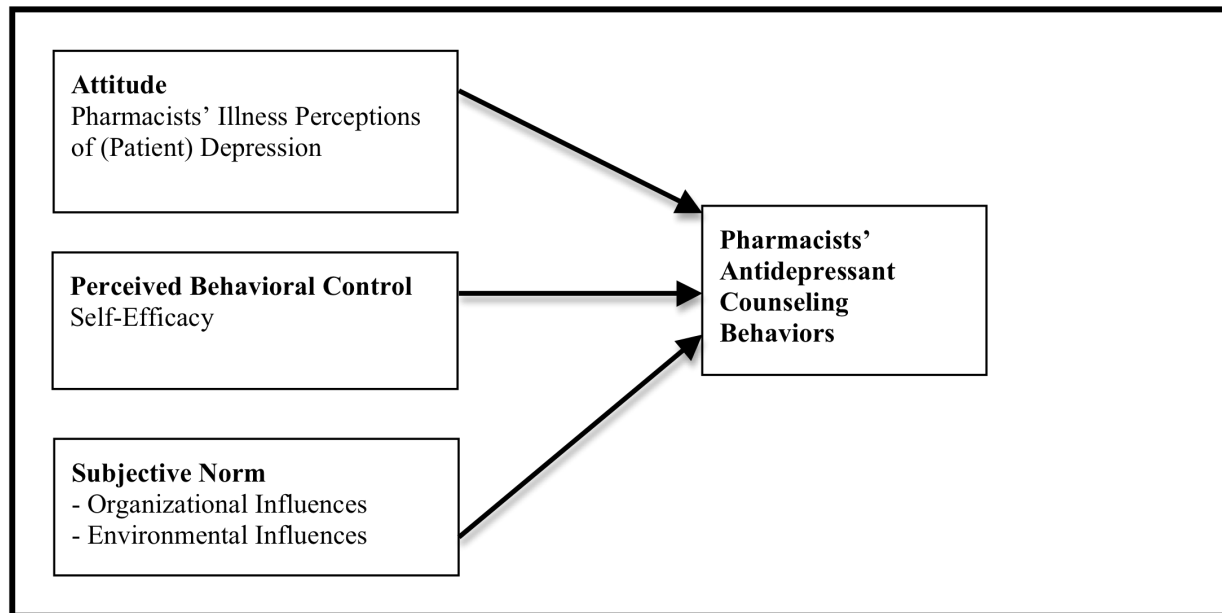 Attitude
Pharmacists’ Illness Perceptions
of (Patient) Depression
Perceived Behavioral Control
Self-Efficacy
Subjective Norm
- Organizational Influences
- Environmental Influences
Pharmacists’
Antidepressant
Counseling
Behaviors